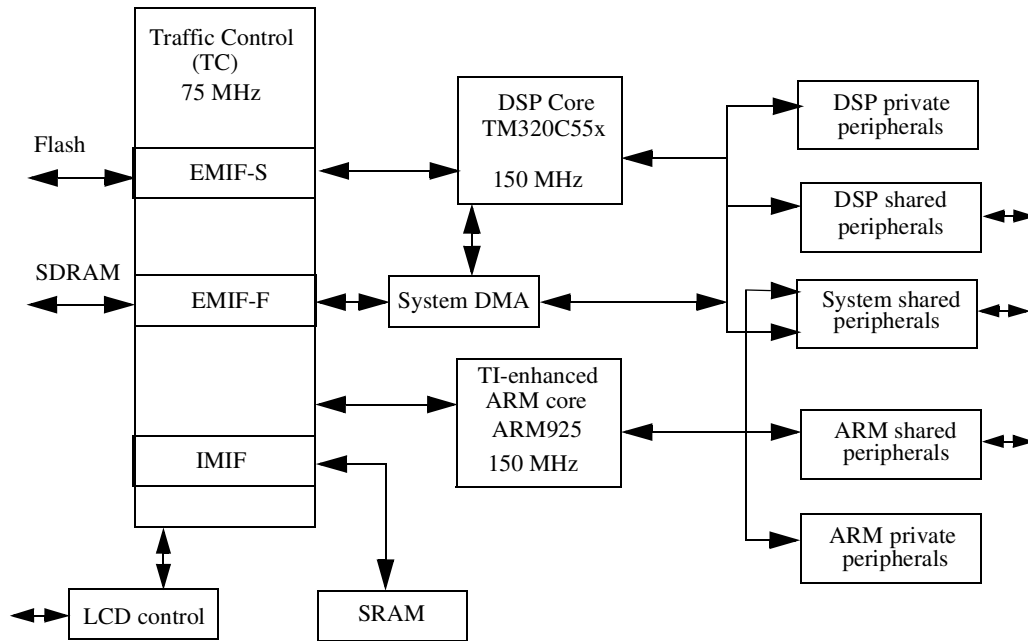 Traffic Control
(TC)
75 MHz
Flash
EMIF-S
SDRAM
EMIF-F
IMIF
LCD control
SRAM
DSP Core
TM320C55x
150 MHz
System DMA
TI-enhanced
ARM core
ARM925
150 MHz
DSP private
peripherals
DSP shared
peripherals
System shared
peripherals
ARM shared
peripherals
ARM private
peripherals